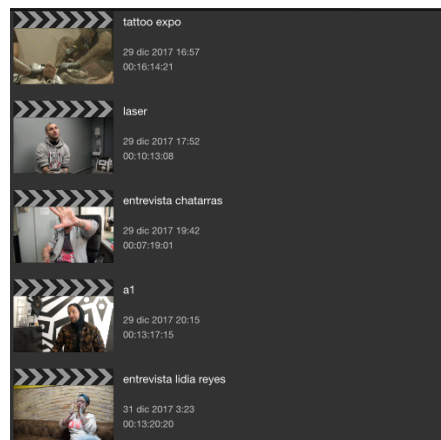 tattoo expo
29 dic 2017 16:57
00:16:14:21
laser
29 dic 2017 17:52
00:10:13:08
entrevista chatarras
29 dic 2017 19:42
00:07:19:01
a1
29 dic 2017 20:15
00:13:17:15
entrevista lidia reyes
31 dic 2017 3:23
00:13:20:20